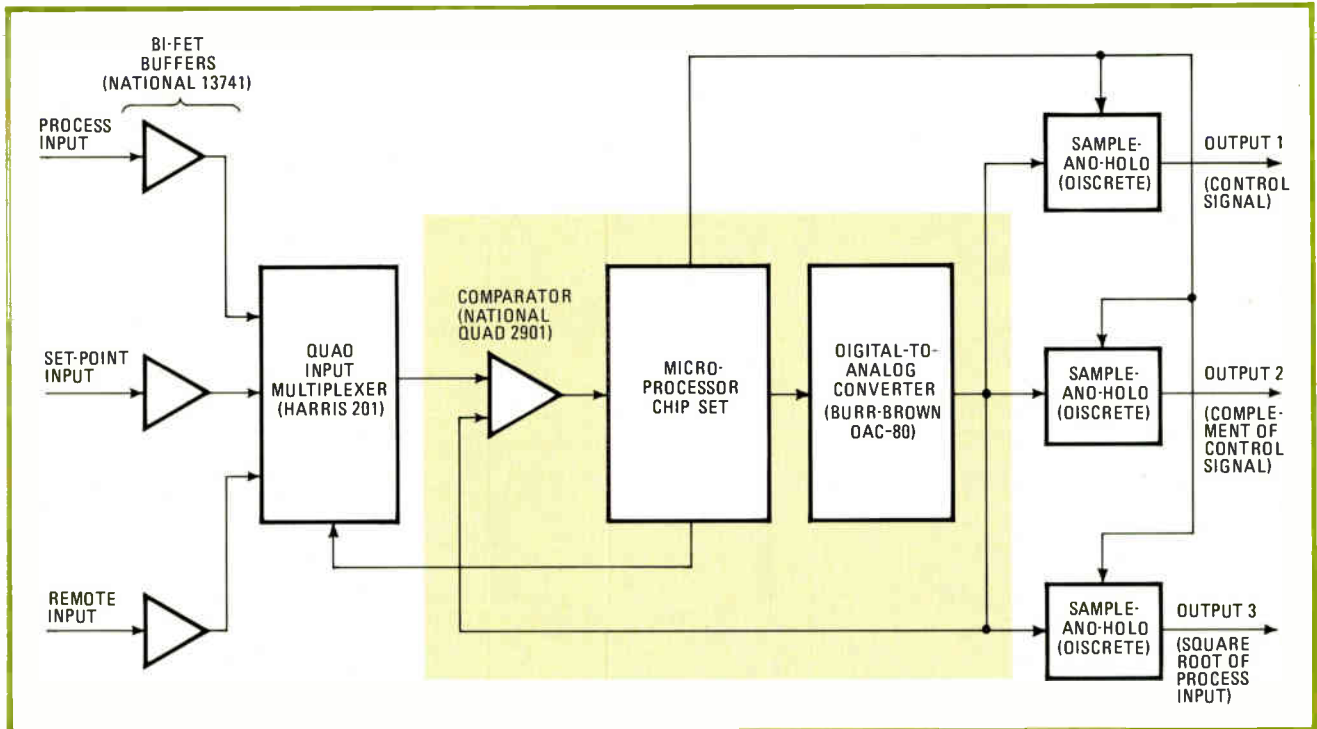 BI-FET
BUFFERS
(NATIONAL 13741)
PROCESS
INPUT
SET-POINT
INPUT
REMOTE
INPUT
QUAO
INPUT
MULTIPLEXER
(HARRIS 201)
COMPARATOR
(NATIONAL
QUAD 2901)
MICRO-
PROCESSOR
CHIP SET
OIGITAL-TO-
ANALOG
CONVERTER
(BURR-BROWN
OAC-80)
SAMPLE-
ANO-HOLO
(OISCRETE)
OUTPUT 1
(CONTROL
SIGNAL)
SAMPLE-
ANO-HOLO
(OISCRETE)
OUTPUT 2
(COMPLE-
MENT OF
CONTROL
SIGNAL)
SAMPLE-
ANO-HOLO
(OISCRETE)
OUTPUT 3
(SQUARE
ROOT OF
PROCESS
INPUT)